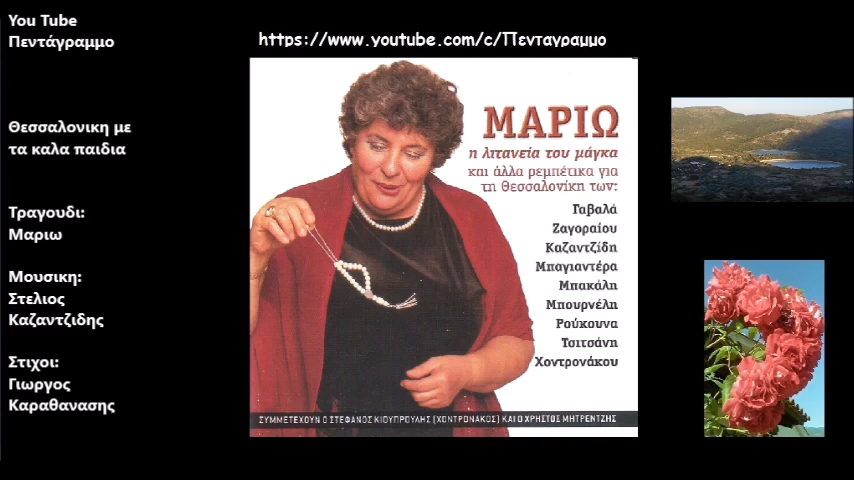 You Tube
Πεντάγραμμο
https://www.youtube.com/c/Πενταγραμμο
Θεσσαλονικη με
τα καλα παιδια
Τραγουδι:
Μαριω
Μουσικη:
Στελιος
Καζαντζιδης
Στιχοι:
Γιωργος
Καραθανασης
ΜΑΡΙΩ
η λιτανεία του μάγκα
και άλλα ρεμπέτικα για
τη Θεσσαλονίκη των:
Γαβαλά
Ζαγοραίου
Καζαντζίδη
Μπαγιαντέρα
Μπακάλη
Μπουρνέλη
Ρούκουνα
Τσιτσάνη
Χοντρονάκου
ΣΥΜΜΕΤΕΧΟΥΝ Ο ΣΤΕΦΑΝΟΣ ΚΙΟΥΠΡΟΥΛΗΣ (ΧΟΝΤΡΟΝΑΚΟΣ) ΚΑΙ Ο ΧΡΗΣΤΟΣ ΜΗΤΡΕΝΤΖΗΣ